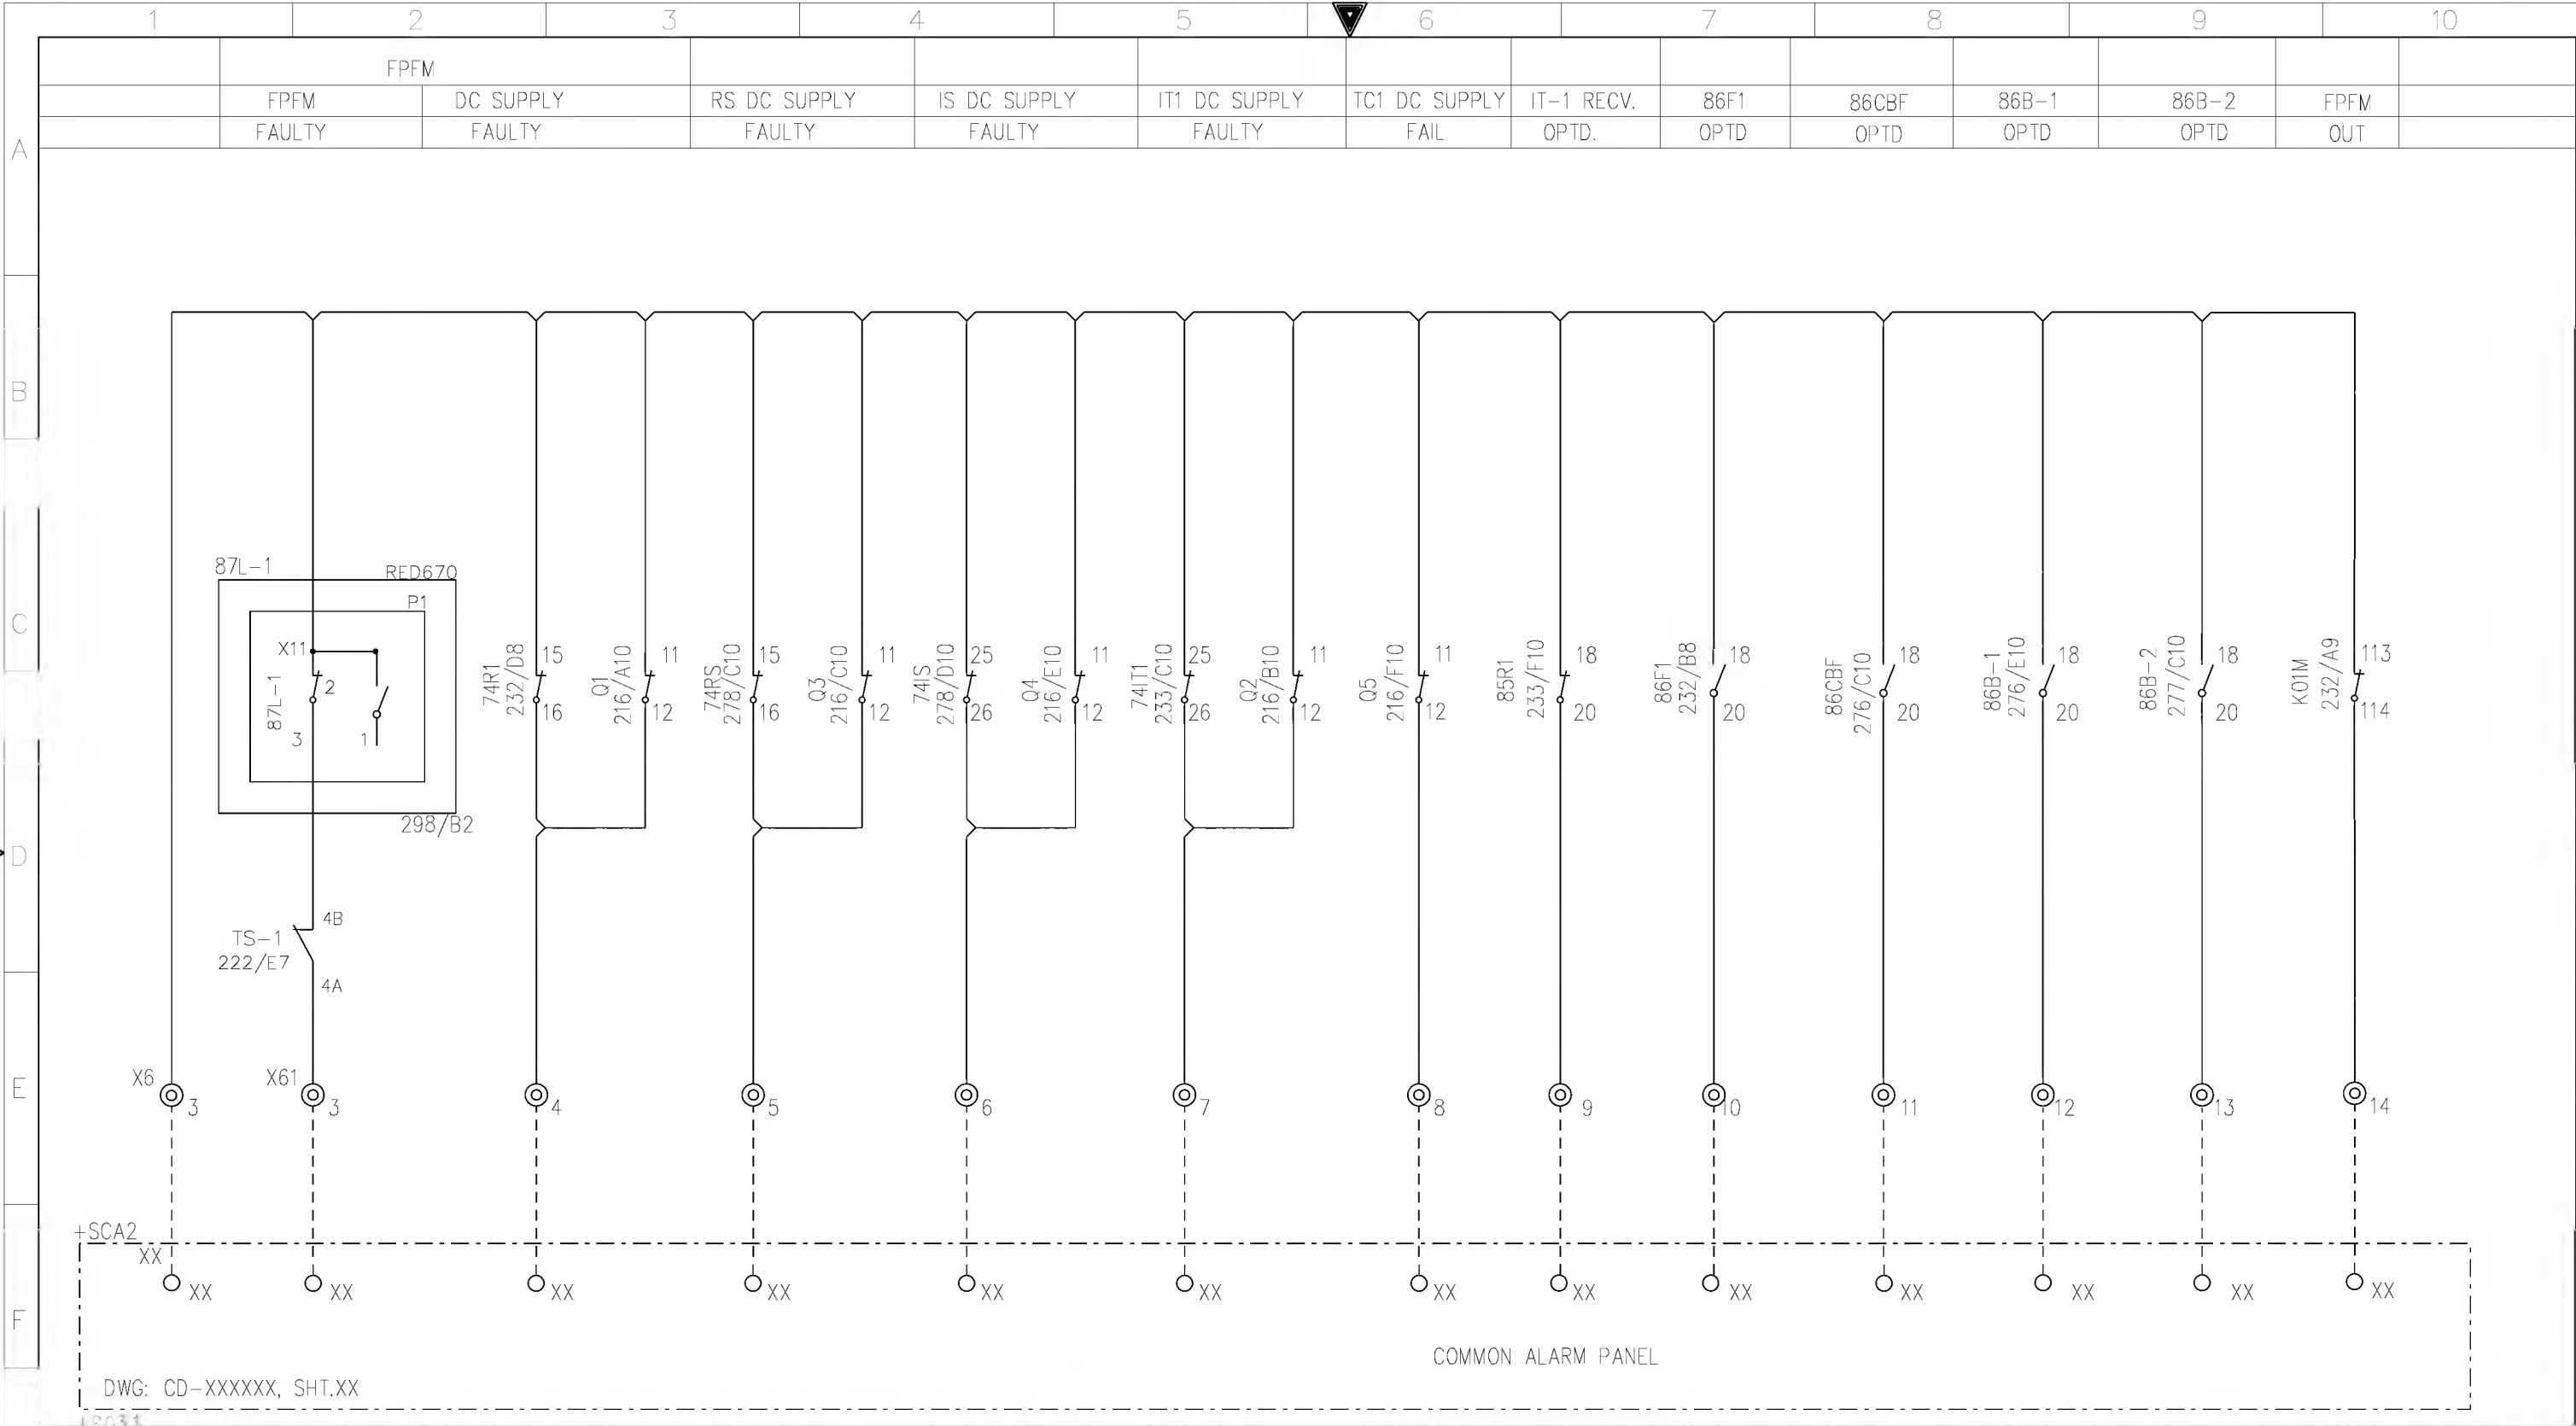 1 2 3 4 5 6 7 8 9 10
FPFM
FPFM DC SUPPLY RS DC SUPPLY IS DC SUPPLY IT1 DC SUPPLY TC1 DC SUPPLY IT-1 RECV. 86F1 86CBF 86B-1 86B-2 FPFM
FAULTY FAULTY FAULTY FAULTY FAULTY FAIL OPTD. OPTD OPTD OPTD OPTD OUT
A
B
C
D
E
F
87L-1
RED670
P1
X11
87L-1
2
3
1
298/B2
TS-1
222/E7
4B
4A
74R1
232/D8
15
16
Q1
216/A10
11
12
74RS
278/C10
15
16
Q3
216/C10
11
12
74IS
278/D10
25
26
Q4
216/E10
11
12
74IT1
233/C10
25
26
Q2
216/B10
11
12
Q5
216/F10
11
12
85R1
233/F10
18
20
86F1
232/B8
18
20
86CBF
276/C10
18
20
86B-1
276/E10
18
20
86B-2
277/C10
18
20
K01M
232/A9
113
114
X6 3 X61 3 4 5 6 7 8 9 10 11 12 13 14
+SCA2
XX
XX XX XX XX XX XX XX XX XX XX XX XX XX
COMMON ALARM PANEL
DWG: CD-XXXXXX, SHT.XX